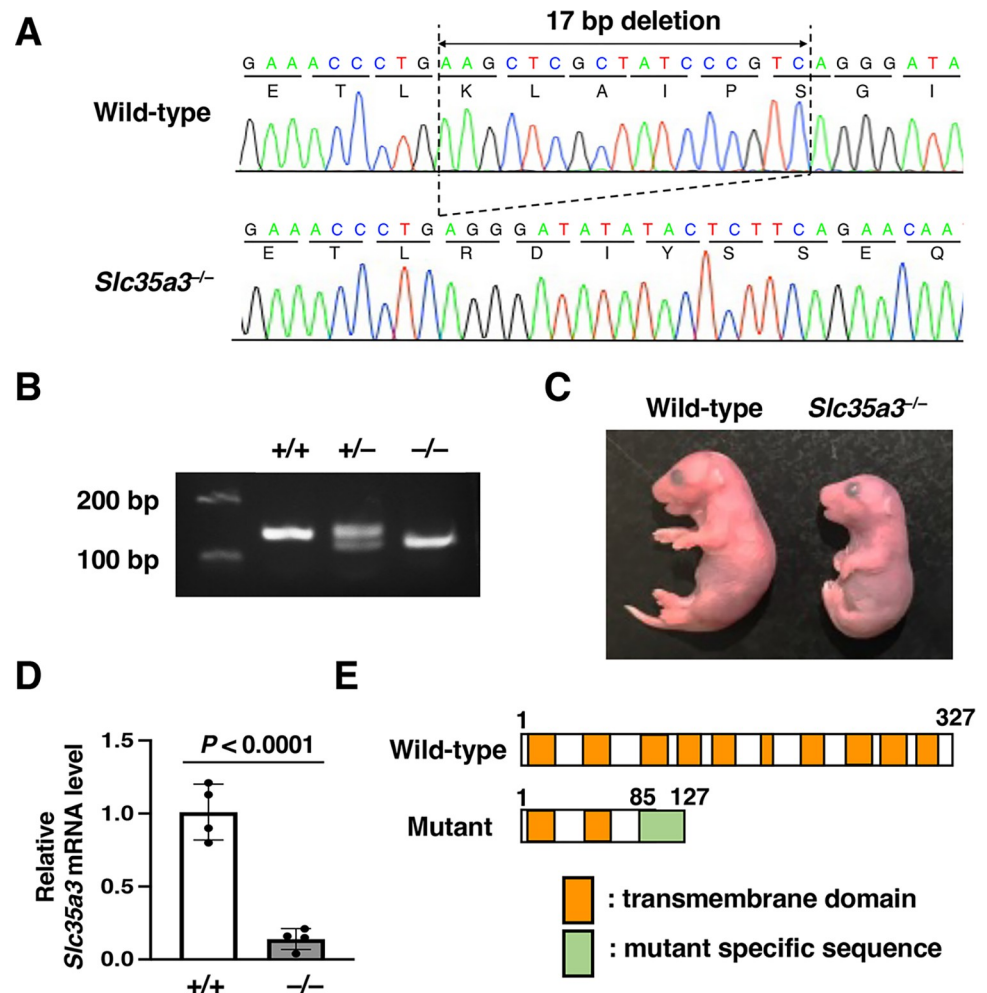 A
17 bp deletion
G A A A C C C T G A A G C T C G C T A T C C C G T C A G G G A T A
E T L K L A I P S G I
Wild-type
G A A A C C C T G A G G G A T A T A T A C T C T T C A G A A C A A
E T L R D I Y S S E Q
Slc35a3–/–
B
+/+ +/– –/–
200 bp
100 bp
C
Wild-type Slc35a3–/–
D
Relative
Slc35a3 mRNA level
P < 0.0001
1.5
1.0
0.5
0.0
+/+ –/–
E
1 327
Wild-type
1 85 127
Mutant
: transmembrane domain
: mutant specific sequence